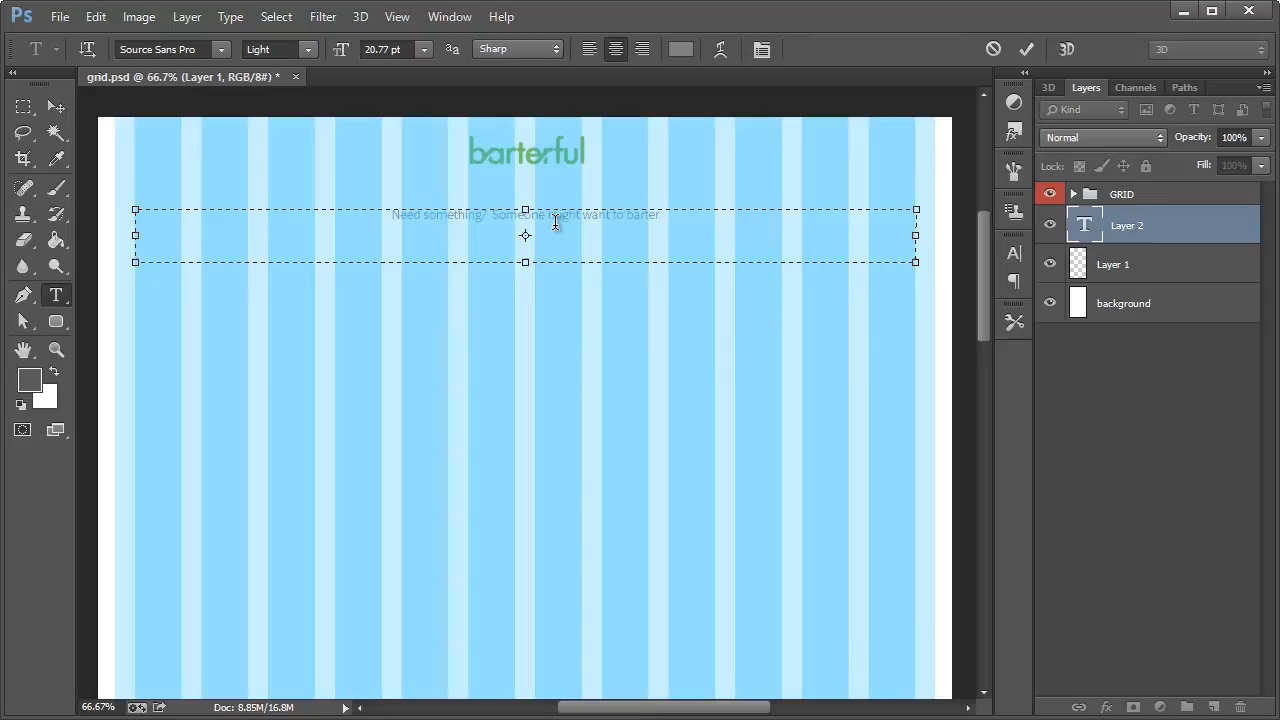 Ps File Edit Image Layer Type Select Filter 3D View Window Help
T Source Sans Pro Light 20.77 pt Sharp 3D 3D
grid.psd @ 66.7% (Layer 1, RGB/8#) *
3D Layers Channels Paths
Kind
Normal Opacity: 100%
Lock: Fill: 100%
GRID
Layer 2
Layer 1
background
barterful
Need something? Someone might want to barter
66.67% Doc: 8.85M/16.8M